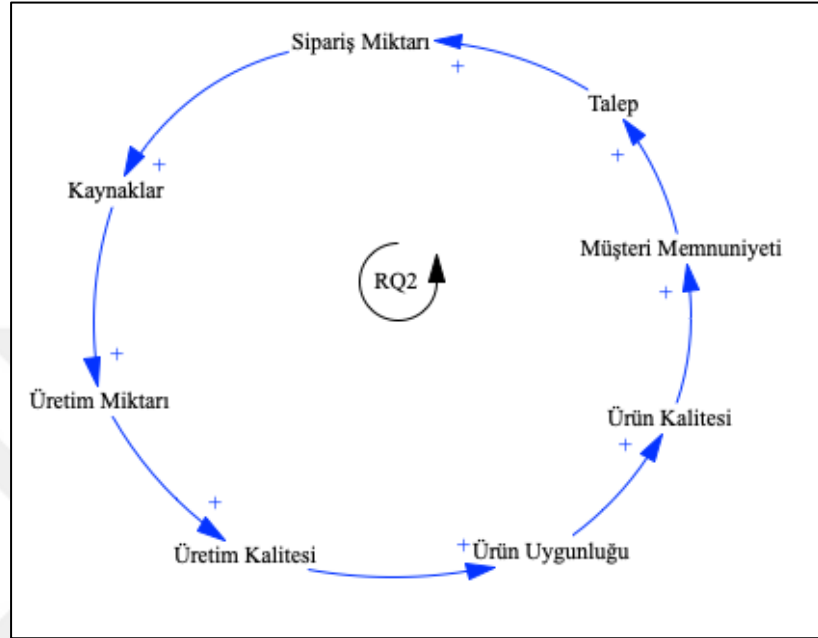 Sipariş Miktarı
+
Talep
+
Kaynaklar
+
RQ2
Müşteri Memnuniyeti
+
+
Üretim Miktarı
Ürün Kalitesi
+
+
Üretim Kalitesi
+
Ürün Uygunluğu